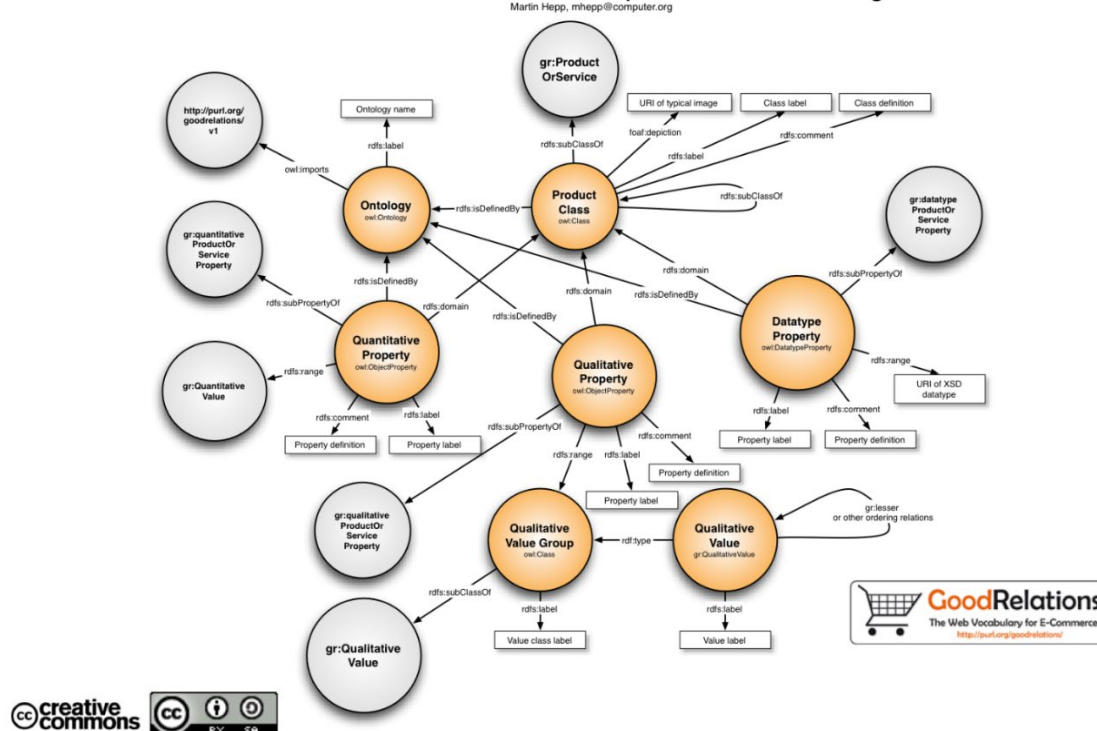 Martin Hepp, mhepp@computer.org
gr:Product
OrService
http://purl.org/
goodrelations/
v1
Ontology name
URI of typical image
Class label
Class definition
foaf:depiction
rdfs:label
rdfs:subClassOf
rdfs:label
rdfs:comment
owl:imports
Ontology
owl:Ontology
rdfs:isDefinedBy
Product
Class
owl:Class
rdfs:subClassOf
gr:datatype
ProductOr
Service
Property
gr:quantitative
ProductOr
Service
Property
rdfs:isDefinedBy
rdfs:domain
rdfs:subPropertyOf
rdfs:subPropertyOf
rdfs:domain
rdfs:domain
rdfs:isDefinedBy
rdfs:isDefinedBy
Quantitative
Property
owl:ObjectProperty
Datatype
Property
owl:DatatypeProperty
Qualitative
Property
owl:ObjectProperty
rdfs:range
gr:Quantitative
Value
rdfs:range
URI of XSD
datatype
rdfs:comment
rdfs:label
Property definition
Property label
rdfs:label
rdfs:comment
Property label
Property definition
rdfs:subPropertyOf
rdfs:range
rdfs:label
rdfs:comment
Property definition
Property label
gr:qualitative
ProductOr
Service
Property
Qualitative
Value Group
owl:Class
rdf:type
Qualitative
Value
gr:QualitativeValue
gr:lesser
or other ordering relations
rdfs:subClassOf
rdfs:label
rdfs:label
Value class label
Value label
gr:Qualitative
Value
GoodRelations
The Web Vocabulary for E-Commerce
http://purl.org/goodrelations/
cc creative
commons
cc
BY SA